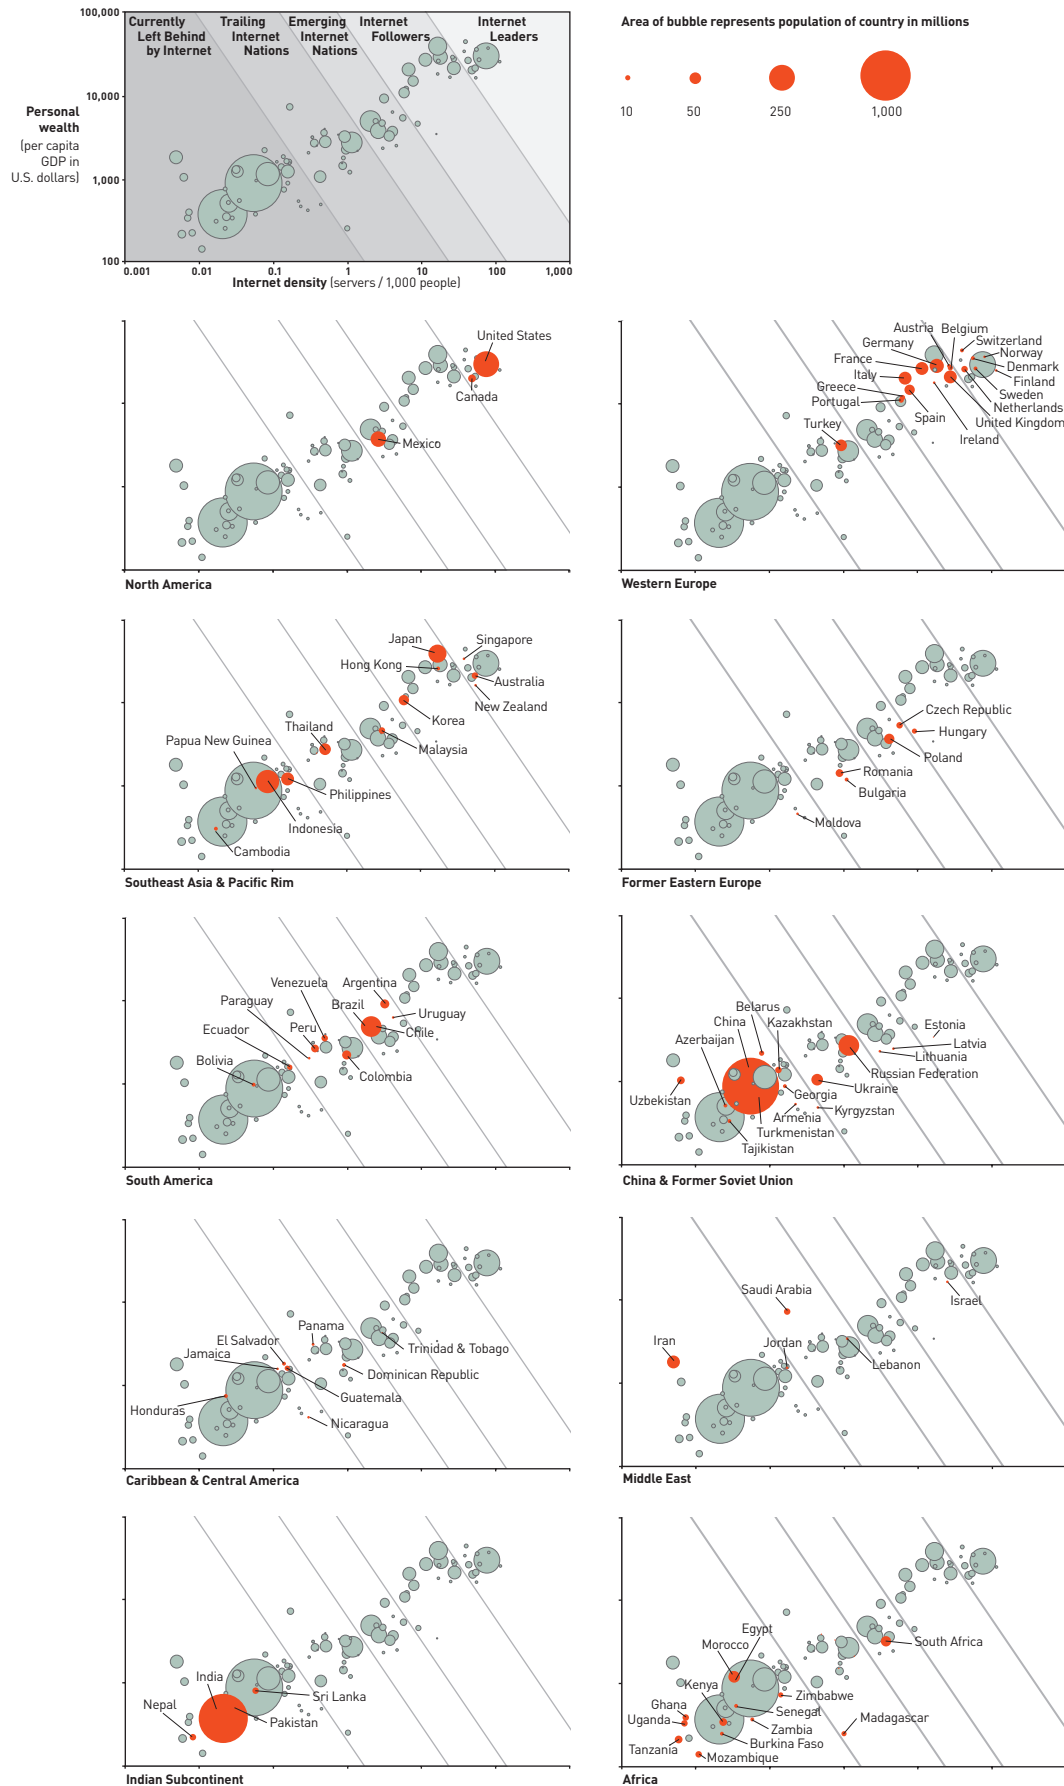 100,000
10,000
1,000
100
Personal
wealth
(per capita
GDP in
U.S. dollars)
Currently
Left Behind
by Internet
Trailing
Internet
Nations
Emerging
Internet
Nations
Internet
Followers
Internet
Leaders
0.001
0.01
0.1
1
10
100
1,000
Internet density (servers / 1,000 people)
Area of bubble represents population of country in millions
10
50
250
1,000
United States
Canada
Mexico
North America
Austria
Belgium
Germany
Switzerland
France
Norway
Italy
Denmark
Greece
Finland
Portugal
Sweden
Spain
Netherlands
Turkey
United Kingdom
Ireland
Western Europe
Japan
Singapore
Hong Kong
Australia
New Zealand
Korea
Thailand
Papua New Guinea
Malaysia
Philippines
Indonesia
Cambodia
Southeast Asia & Pacific Rim
Czech Republic
Hungary
Poland
Romania
Bulgaria
Moldova
Former Eastern Europe
Venezuela
Argentina
Paraguay
Brazil
Uruguay
Ecuador
Peru
Chile
Bolivia
Colombia
South America
Belarus
China
Kazakhstan
Estonia
Azerbaijan
Latvia
Lithuania
Russian Federation
Ukraine
Uzbekistan
Georgia
Armenia
Kyrgyzstan
Turkmenistan
Tajikistan
China & Former Soviet Union
Panama
El Salvador
Trinidad & Tobago
Jamaica
Dominican Republic
Guatemala
Honduras
Nicaragua
Caribbean & Central America
Saudi Arabia
Israel
Iran
Jordan
Lebanon
Middle East
India
Sri Lanka
Nepal
Pakistan
Indian Subcontinent
Egypt
Morocco
South Africa
Kenya
Zimbabwe
Ghana
Senegal
Madagascar
Uganda
Zambia
Tanzania
Burkina Faso
Mozambique
Africa